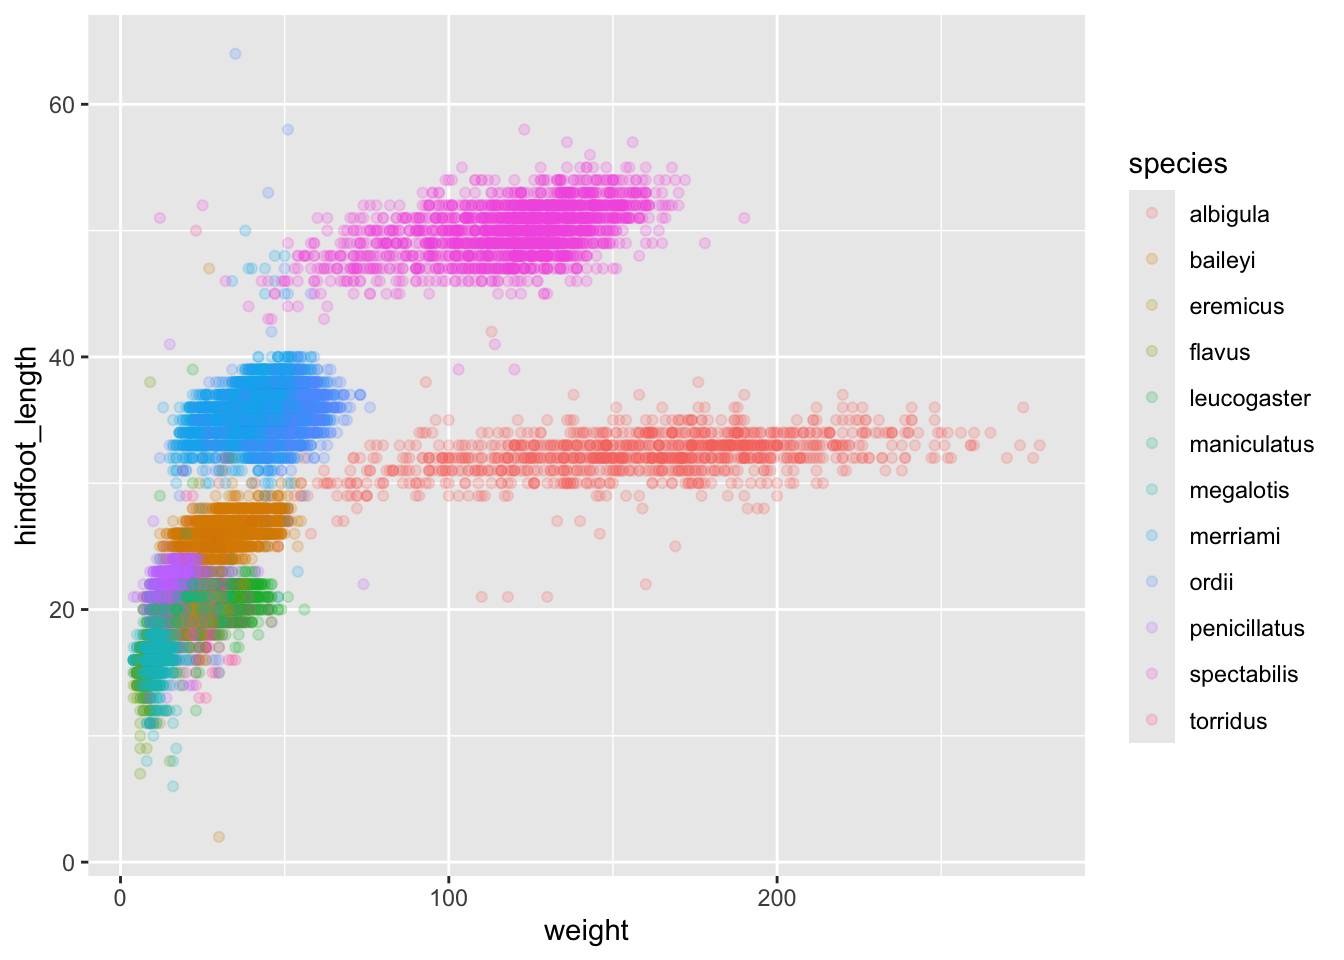 60
40
20
0
hindfoot_length
0
100
200
weight
species
albigula
baileyi
eremicus
flavus
leucogaster
maniculatus
megalotis
merriami
ordii
penicillatus
spectabilis
torridus